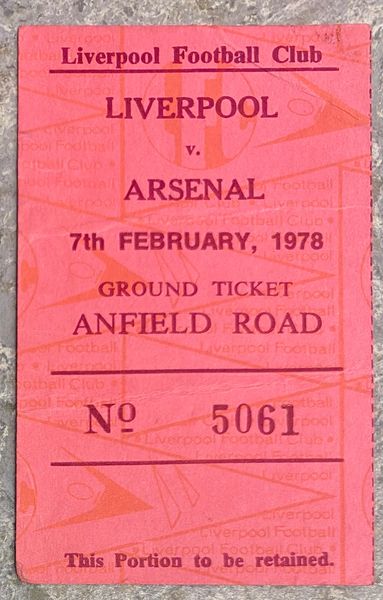 Liverpool Football Club
LIVERPOOL
v.
ARSENAL
7th FEBRUARY, 1978
GROUND TICKET
ANFIELD ROAD
Nº 5061
This Portion to be retained.